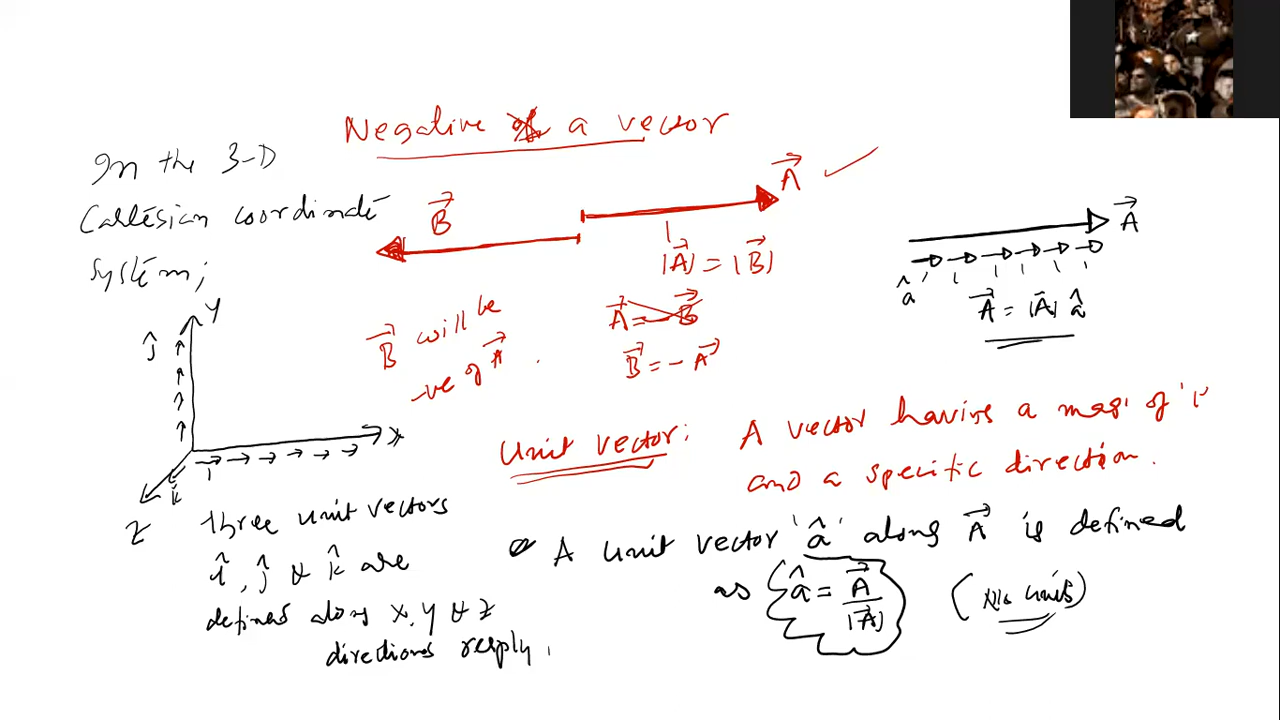 Negative of a vector
In the 3-D
Cartesian coordinate
system;
Y
ĵ
X
î
k̂
Z
three unit vectors
î, ĵ & k̂ are
defined along x, y & z
directions resply.
B⃗
A⃗
|A⃗| = |B⃗|
A⃗ = - B⃗
B⃗ = - A⃗
B⃗ will be
-ve of A⃗.
A⃗
â
A⃗ = |A⃗| â
Unit vector: A vector having a mag. of '1'
and a specific direction.
A unit vector 'â' along A⃗ is defined
as â = A⃗/|A⃗| (No units)